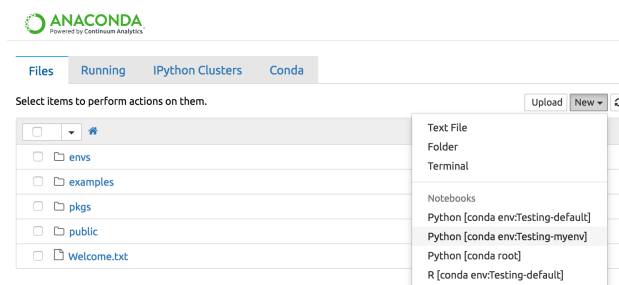 ANACONDA
Powered by Continuum Analytics
Files Running IPython Clusters Conda
Select items to perform actions on them.
Upload New
envs
examples
pkgs
public
Welcome.txt
Text File
Folder
Terminal
Notebooks
Python [conda env:Testing-default]
Python [conda env:Testing-myenv]
Python [conda root]
R [conda env:Testing-default]